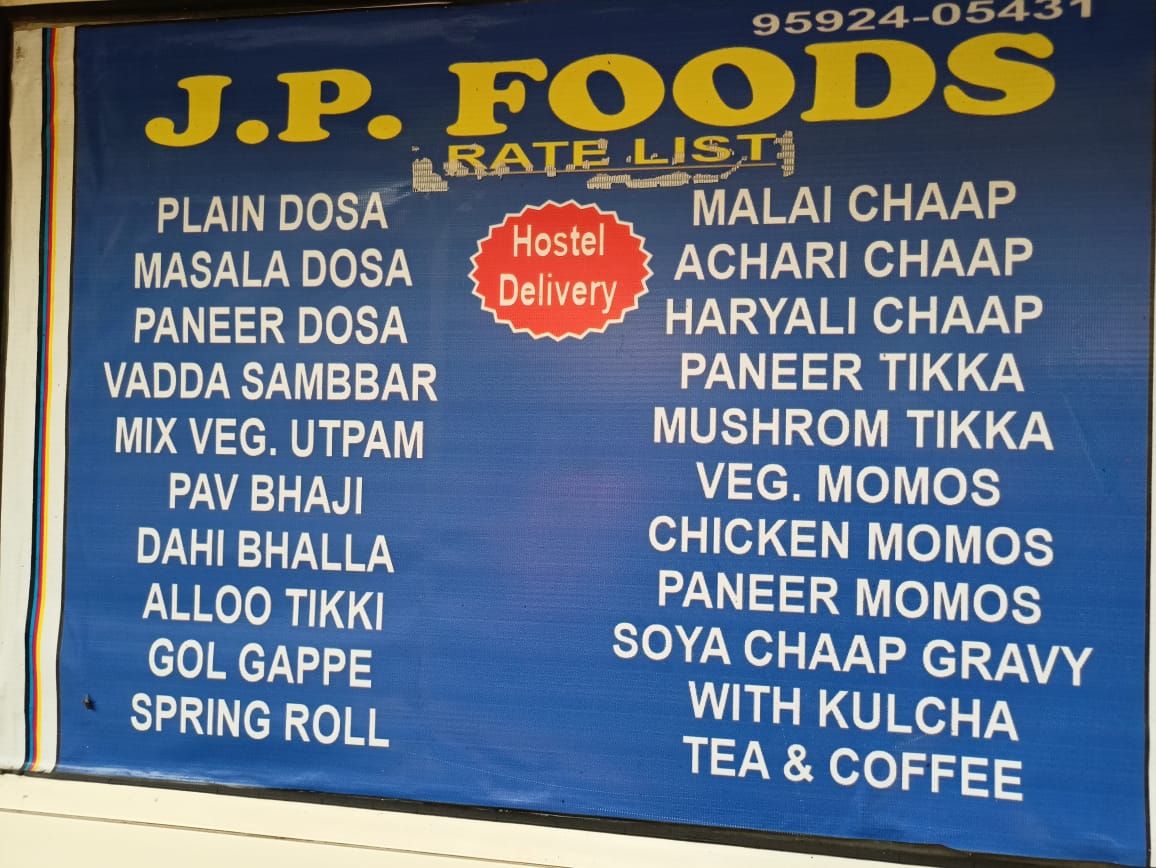 95924-05431
J.P. FOODS
RATE LIST
Hostel
Delivery
PLAIN DOSA
MASALA DOSA
PANEER DOSA
VADDA SAMBBAR
MIX VEG. UTPAM
PAV BHAJI
DAHI BHALLA
ALLOO TIKKI
GOL GAPPE
SPRING ROLL
MALAI CHAAP
ACHARI CHAAP
HARYALI CHAAP
PANEER TIKKA
MUSHROM TIKKA
VEG. MOMOS
CHICKEN MOMOS
PANEER MOMOS
SOYA CHAAP GRAVY
WITH KULCHA
TEA & COFFEE